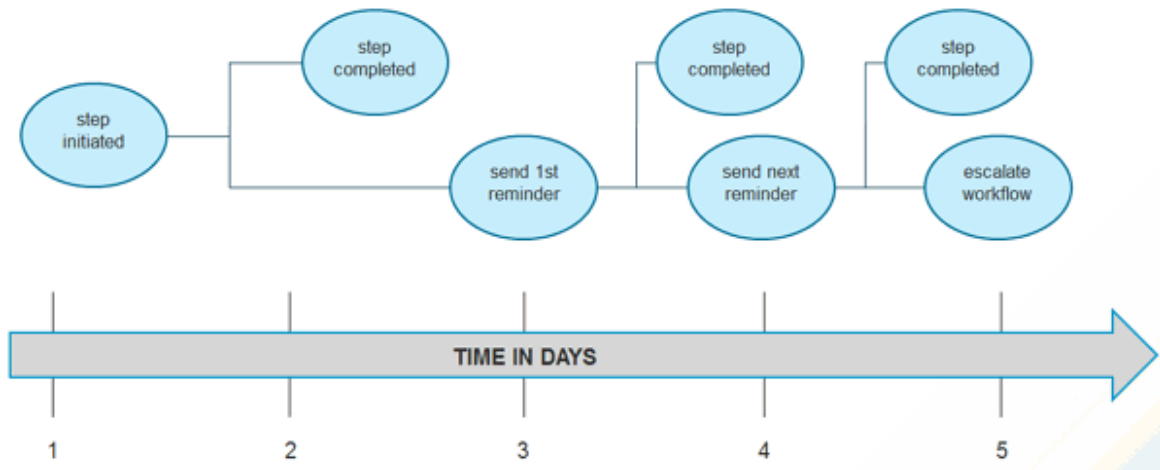 step
completed
step
completed
step
completed
step
initiated
send 1st
reminder
send next
reminder
escalate
workflow
TIME IN DAYS
1 2 3 4 5